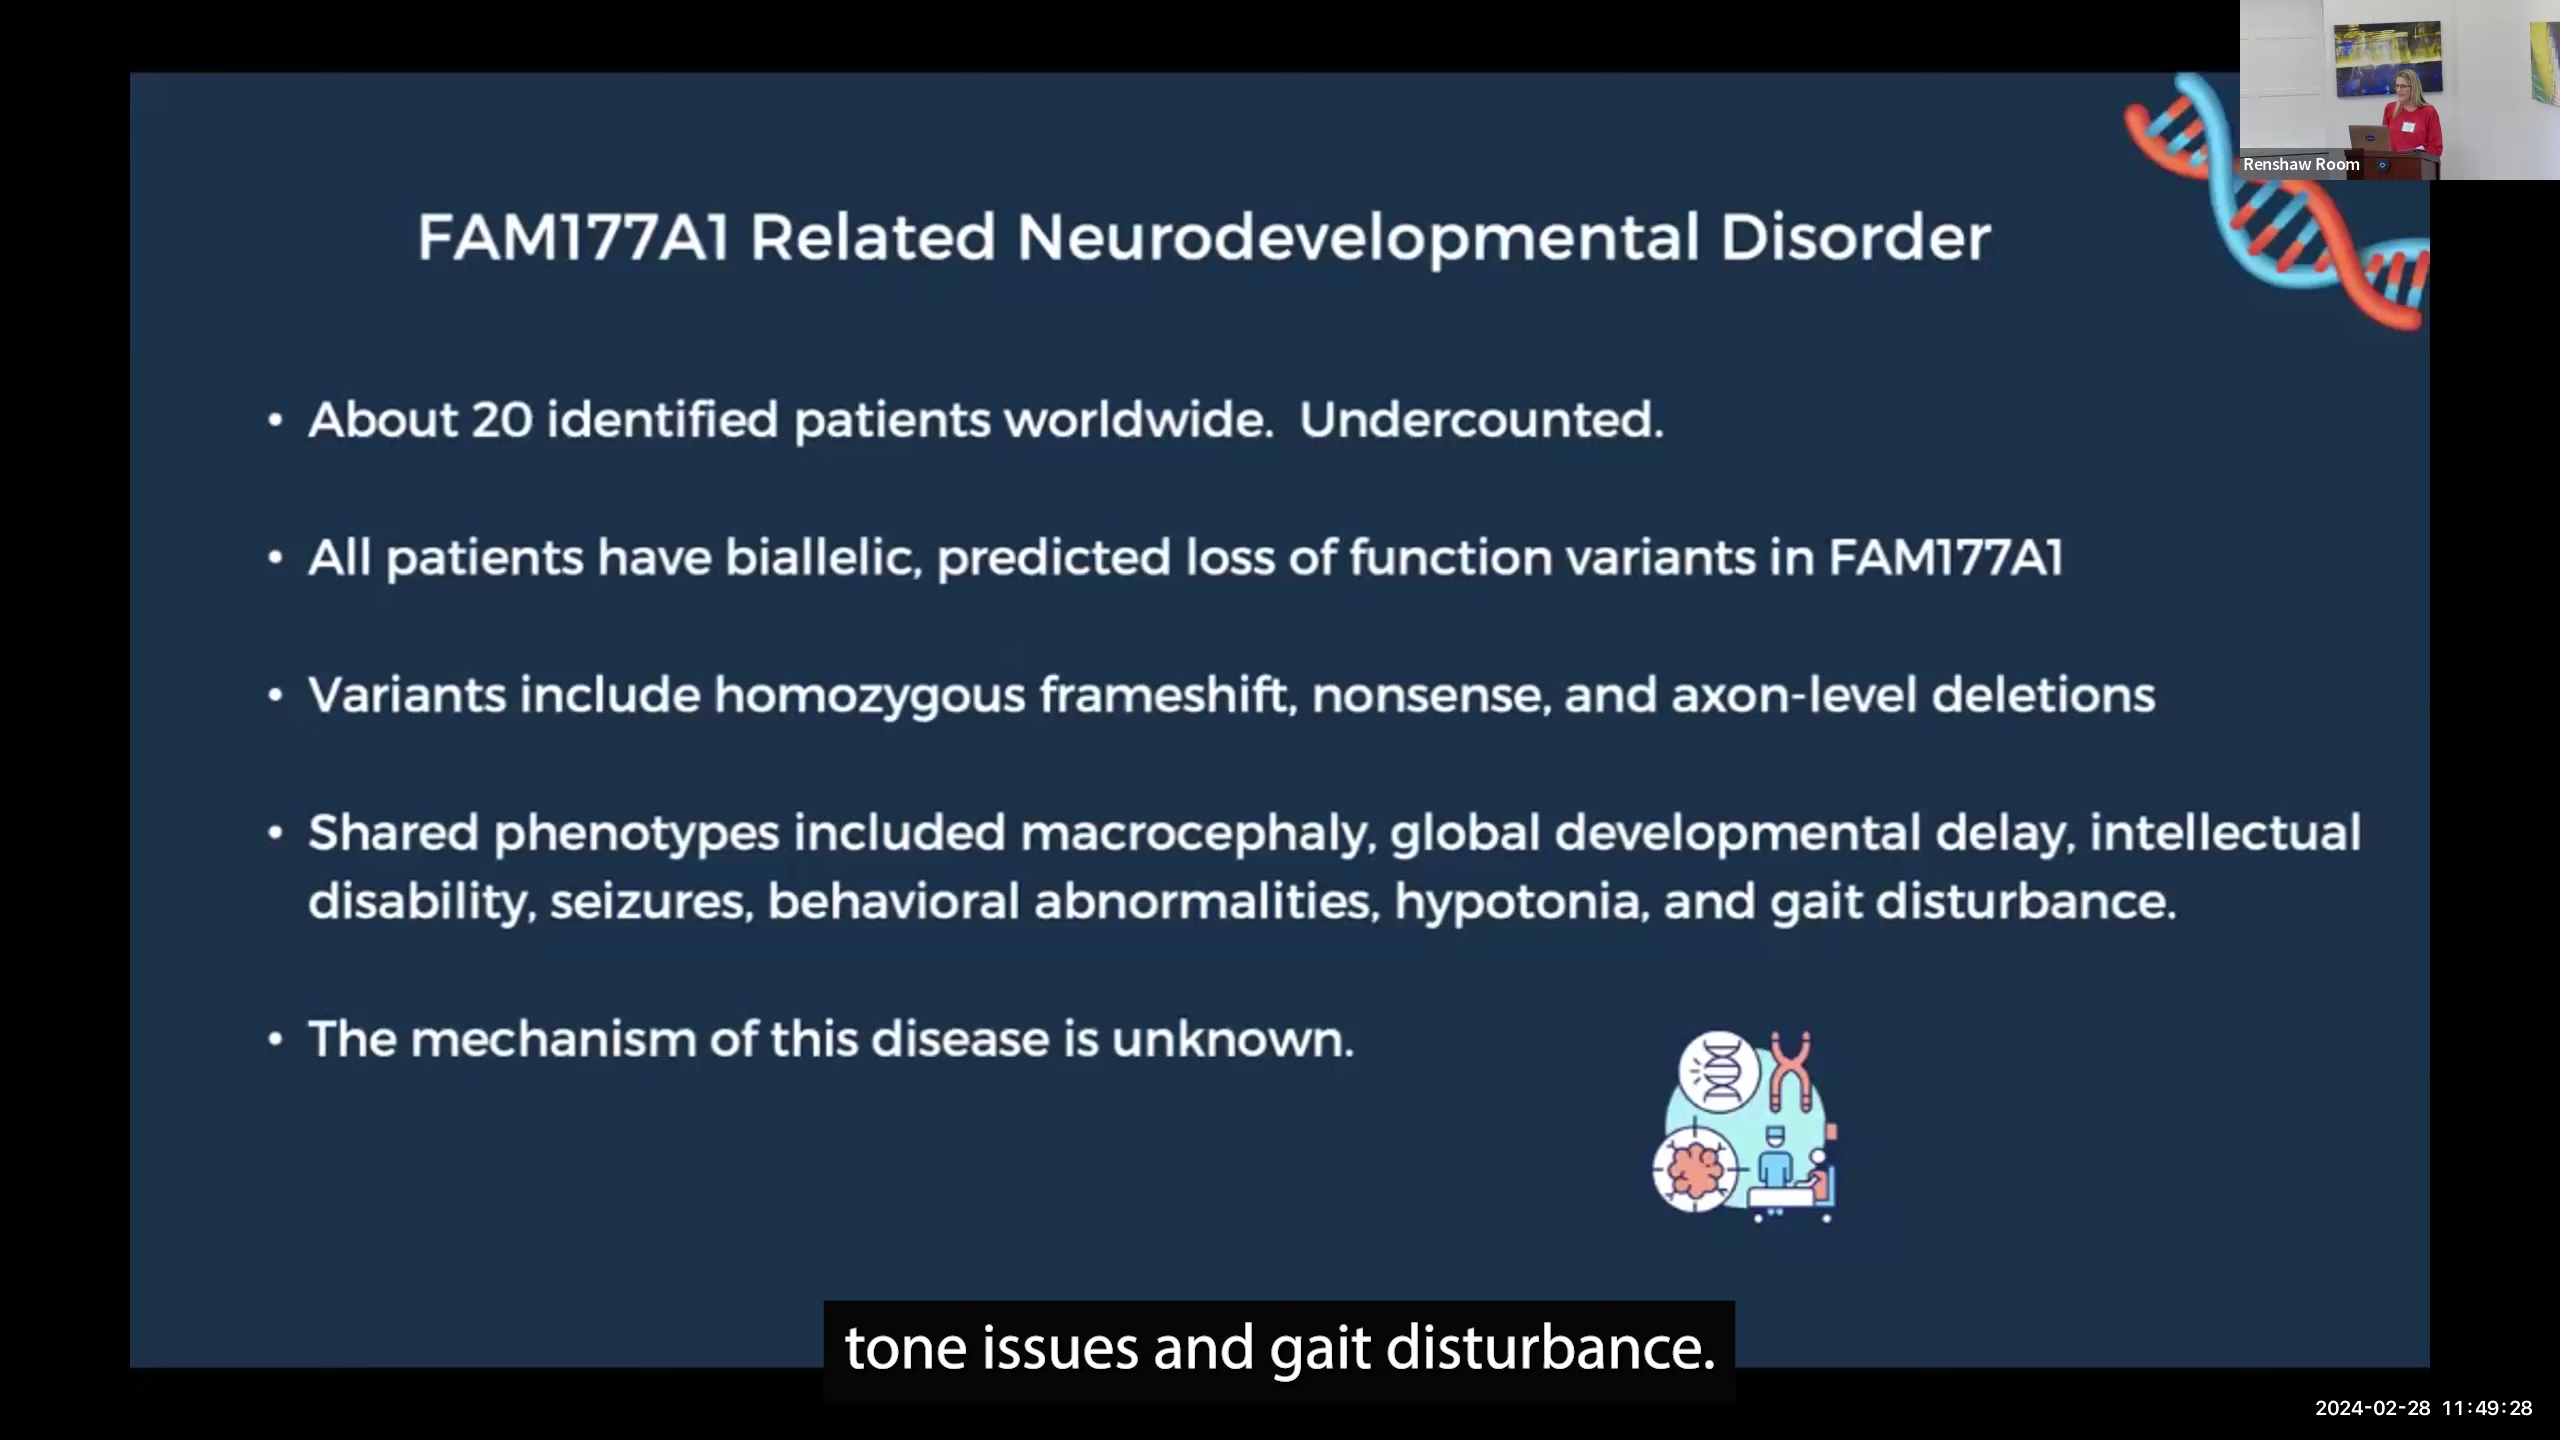 Renshaw Room
FAM177A1 Related Neurodevelopmental Disorder
• About 20 identified patients worldwide.  Undercounted.
• All patients have biallelic, predicted loss of function variants in FAM177A1
• Variants include homozygous frameshift, nonsense, and axon-level deletions
• Shared phenotypes included macrocephaly, global developmental delay, intellectual
disability, seizures, behavioral abnormalities, hypotonia, and gait disturbance.
• The mechanism of this disease is unknown.
tone issues and gait disturbance.
2024-02-28 11:49:28